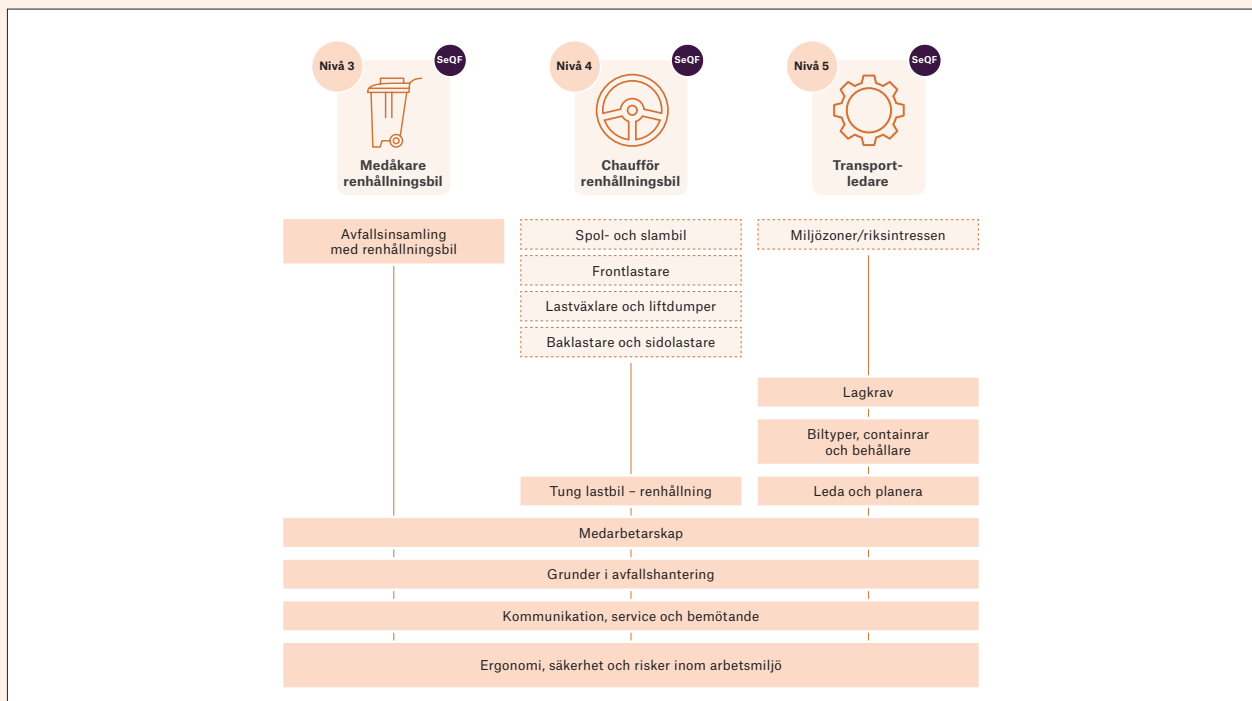 Nivå 3
SeQF
Medåkare
renhållningsbil
Nivå 4
SeQF
Chaufför
renhållningsbil
Nivå 5
SeQF
Transport-
ledare
Avfallsinsamling
med renhållningsbil
Spol- och slambil
Frontlastare
Lastväxlare och liftdumper
Baklastare och sidolastare
Tung lastbil – renhållning
Miljözoner/riksintressen
Lagkrav
Biltyper, containrar
och behållare
Leda och planera
Medarbetarskap
Grunder i avfallshantering
Kommunikation, service och bemötande
Ergonomi, säkerhet och risker inom arbetsmiljö